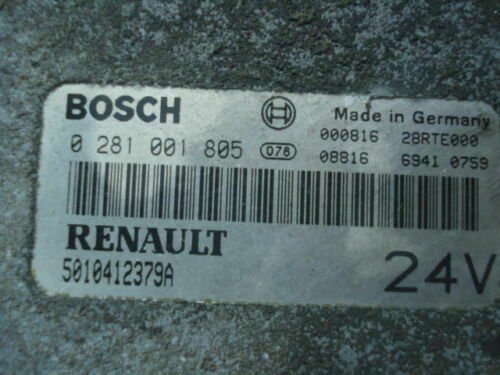 BOSCH Made in Germany
000816 28RTE000
0 281 001 805 078 08816 6941 0759
RENAULT
5010412379A 24V